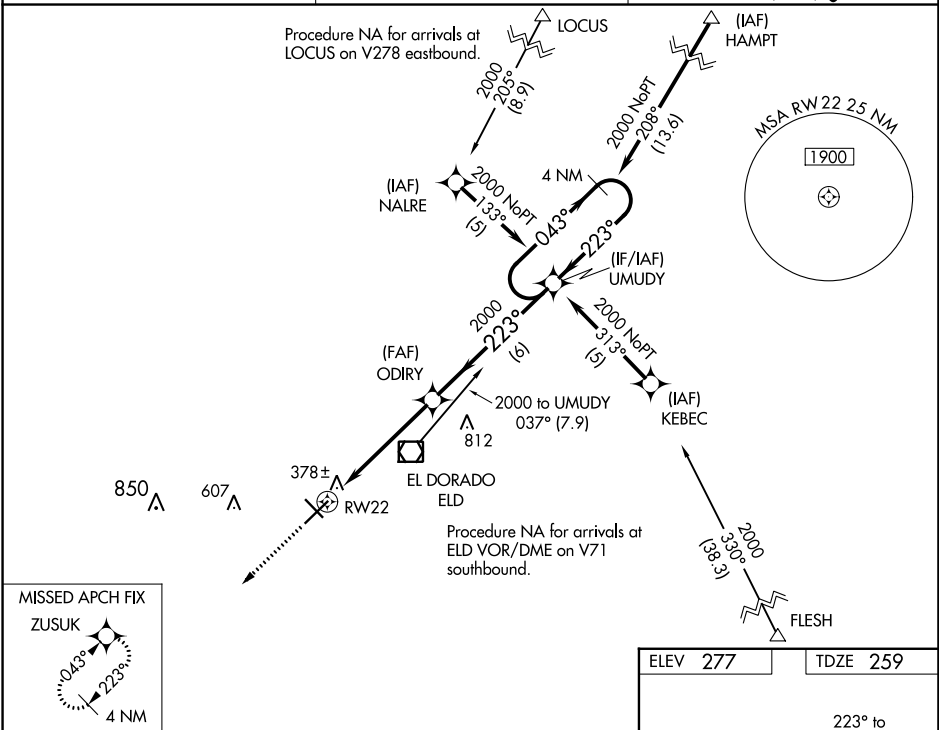 Procedure NA for arrivals at
LOCUS on V278 eastbound.
LOCUS
(IAF)
HAMPT
2000
205°
(8.9)
2000 NoPT
208°
(13.6)
MSA RW22 25 NM
1900
(IAF)
NALRE
2000 NoPT
133°
(5)
4 NM
043°
223°
(IF/IAF)
UMUDY
2000
223°
(6)
2000 NoPT
313°
(5)
(FAF)
ODIRY
(IAF)
KEBEC
2000 to UMUDY
037° (7.9)
812
EL DORADO
ELD
378±
850
607
RW22
Procedure NA for arrivals at
ELD VOR/DME on V71
southbound.
2000
330°
(38.3)
FLESH
MISSED APCH FIX
ZUSUK
043°
223°
4 NM
ELEV 277
TDZE 259
223° to